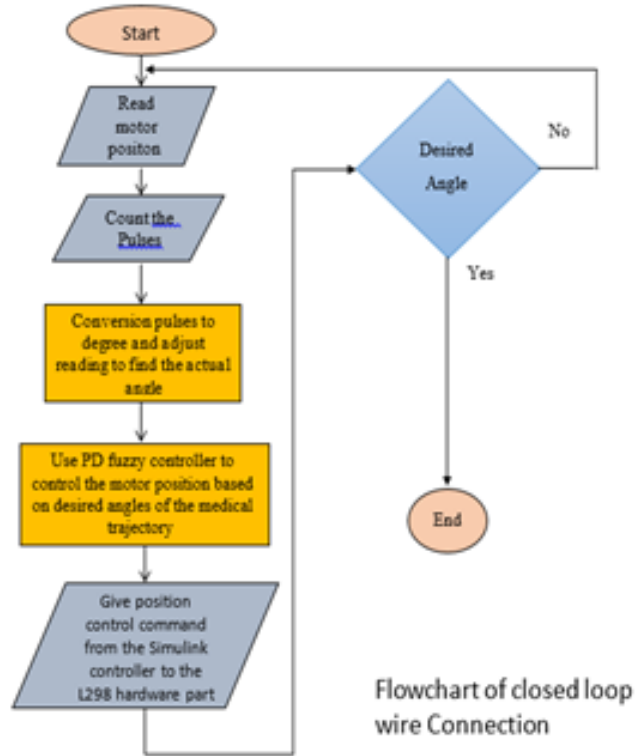 Start
Read
motor
positon
Count the
Pulses
Conversion pulses to
degree and adjust
reading to find the actual
angle
Use PD fuzzy controller to
control the motor position based
on desired angles of the medical
trajectory
Give position
control command
from the Simulink
controller to the
L298 hardware part
Desired
Angle
No
Yes
End
Flowchart of closed loop
wire Connection